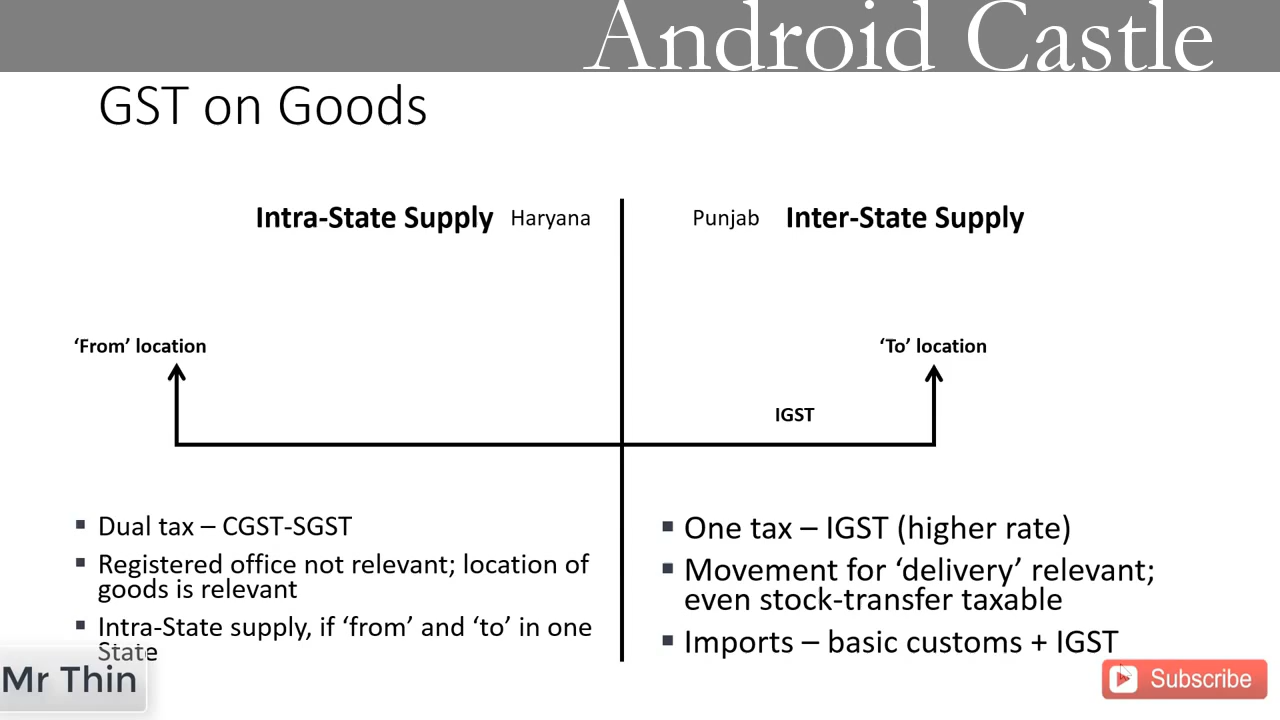 Android Castle
GST on Goods
Intra-State Supply Haryana
Punjab Inter-State Supply
‘From’ location
‘To’ location
IGST
▪ Dual tax – CGST-SGST
▪ Registered office not relevant; location of
goods is relevant
▪ Intra-State supply, if ‘from’ and ‘to’ in one
State
▪ One tax – IGST (higher rate)
▪ Movement for ‘delivery’ relevant;
even stock-transfer taxable
▪ Imports – basic customs + IGST
Mr Thin
Subscribe